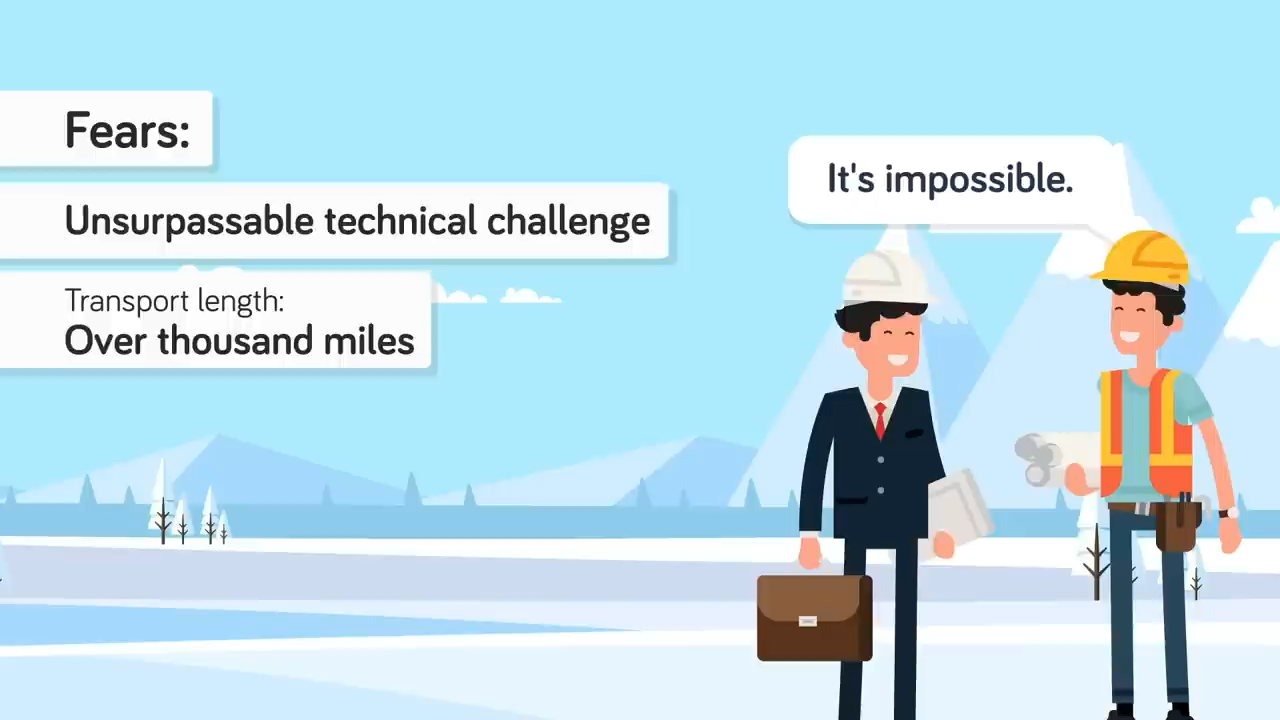 Fears:
Unsurpassable technical challenge
Transport length:
Over thousand miles
It's impossible.